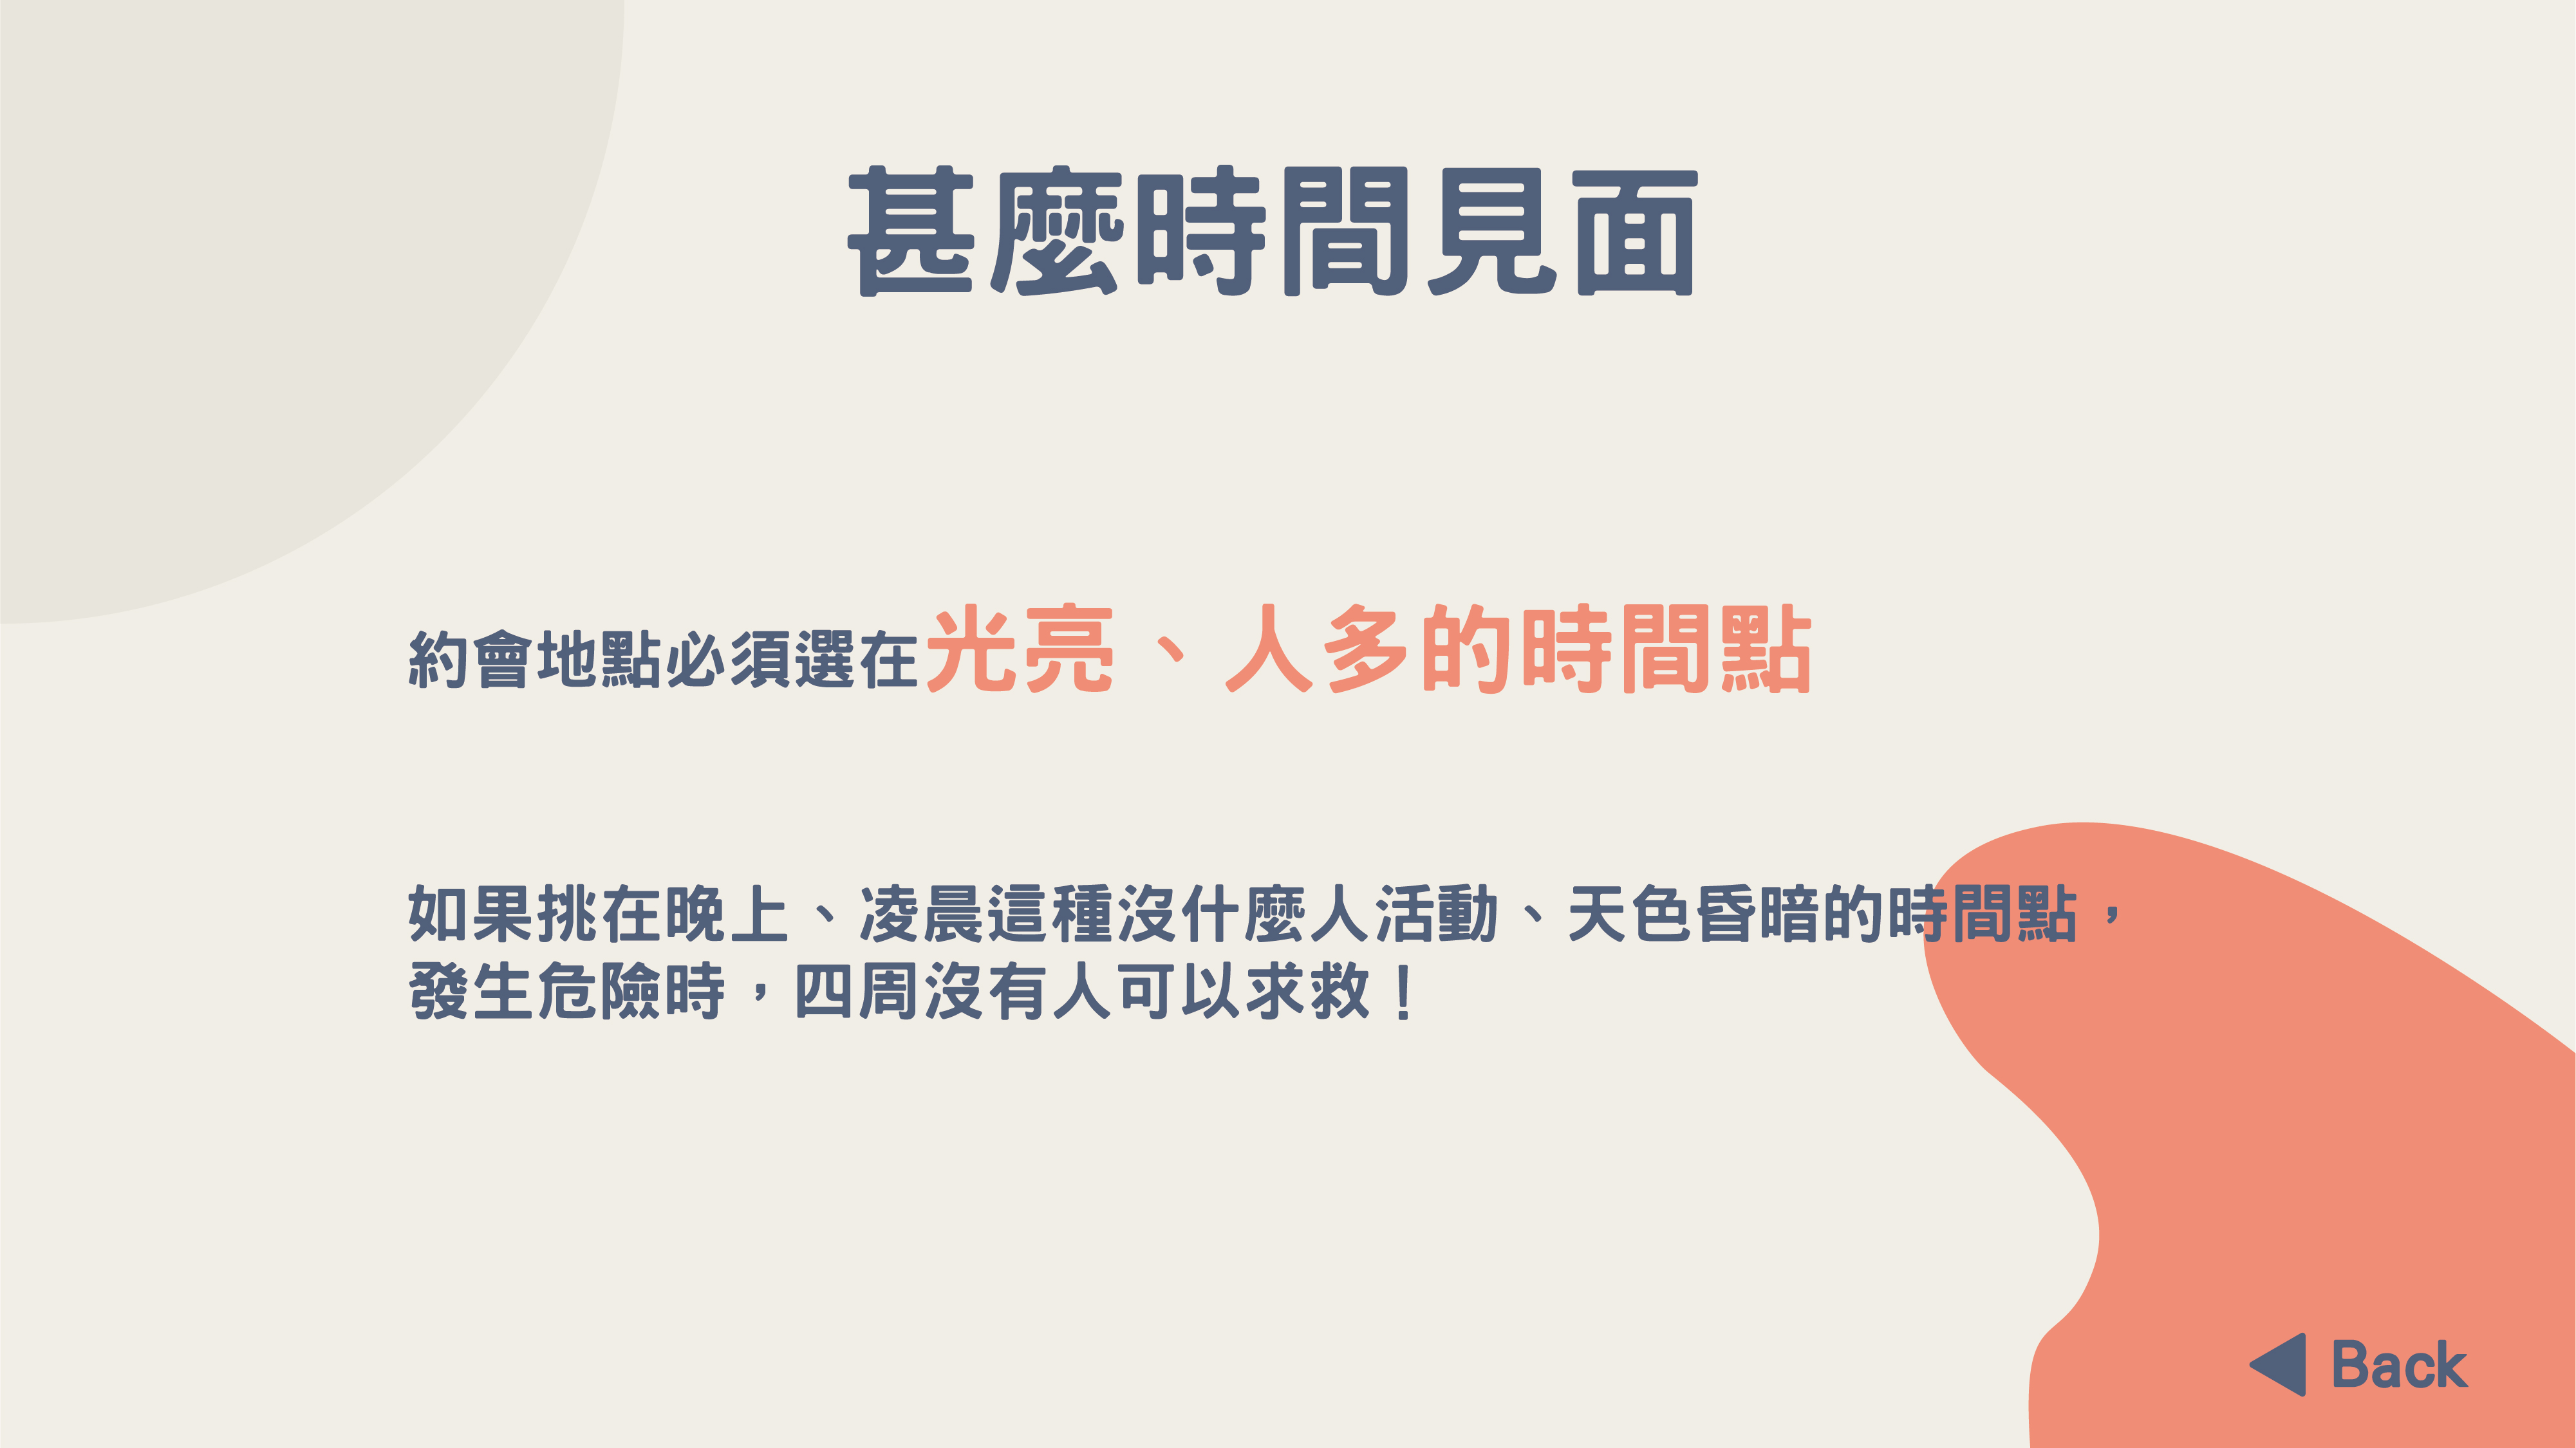 甚麼時間見面
約會地點必須選在光亮、人多的時間點
如果挑在晚上、凌晨這種沒什麼人活動、天色昏暗的時間點，
發生危險時，四周沒有人可以求救！
Back